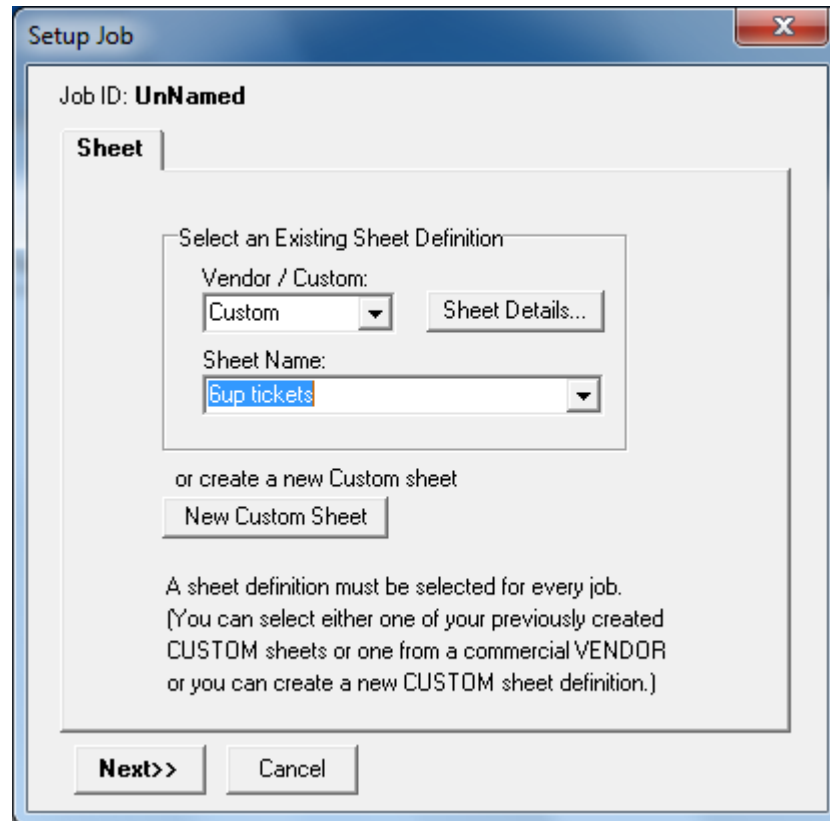 Setup Job
Job ID: UnNamed
Sheet
Select an Existing Sheet Definition
Vendor / Custom:
Custom
Sheet Details...
Sheet Name:
6up tickets
or create a new Custom sheet
New Custom Sheet
A sheet definition must be selected for every job.
(You can select either one of your previously created
CUSTOM sheets or one from a commercial VENDOR
or you can create a new CUSTOM sheet definition.)
Next>>
Cancel